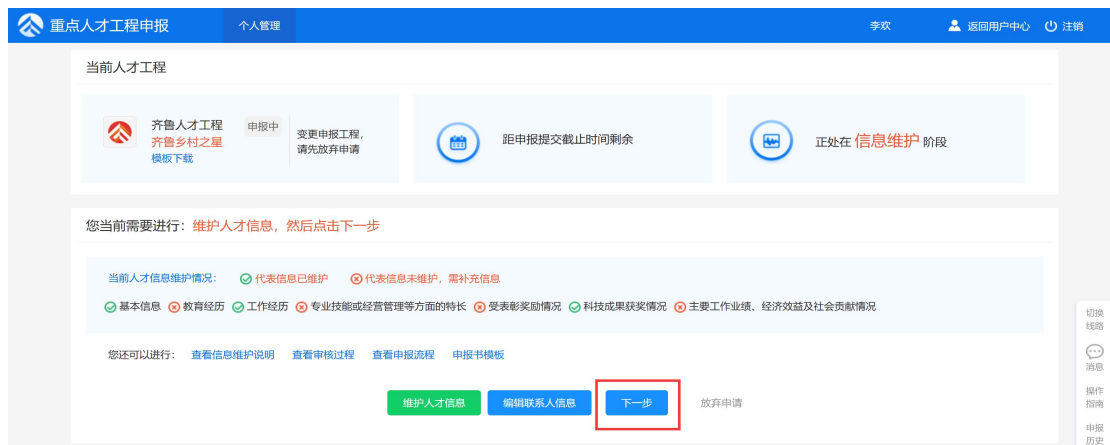 重点人才工程申报 个人管理 李欢 返回用户中心 注销
当前人才工程
齐鲁人才工程 申报中
齐鲁乡村之星
模板下载
变更申报工程，
请先放弃申请
距申报提交截止时间剩余
正处在 信息维护 阶段
您当前需要进行：维护人才信息，然后点击下一步
当前人才信息维护情况： 代表信息已维护 代表信息未维护，需补充信息
基本信息 教育经历 工作经历 专业技能或经营管理等方面的特长 受表彰奖励情况 科技成果获奖情况 主要工作业绩、经济效益及社会贡献情况
您还可以进行： 查看信息维护说明 查看审核过程 查看申报流程 申报书模板
维护人才信息 编辑联系人信息 下一步 放弃申请
切换
线路
消息
操作
指南
申报
历史